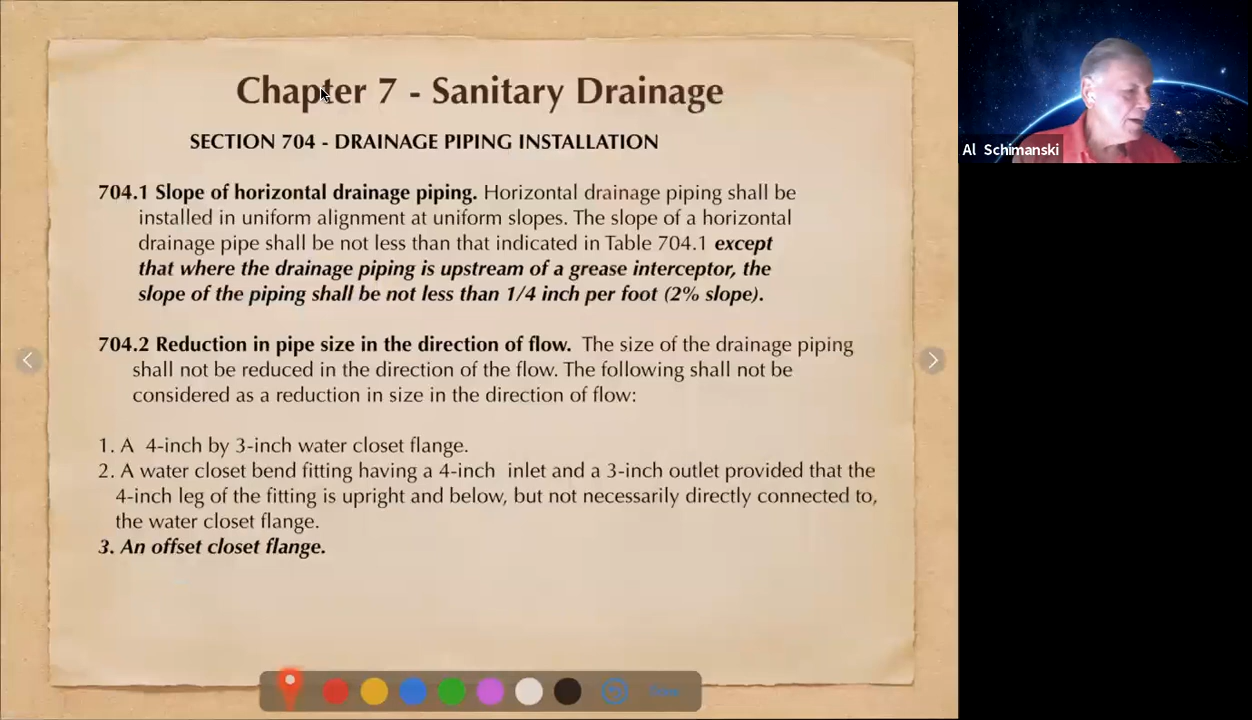 Chapter 7 - Sanitary Drainage
SECTION 704 - DRAINAGE PIPING INSTALLATION
704.1 Slope of horizontal drainage piping. Horizontal drainage piping shall be
installed in uniform alignment at uniform slopes. The slope of a horizontal
drainage pipe shall be not less than that indicated in Table 704.1 except
that where the drainage piping is upstream of a grease interceptor, the
slope of the piping shall be not less than 1/4 inch per foot (2% slope).
704.2 Reduction in pipe size in the direction of flow. The size of the drainage piping
shall not be reduced in the direction of the flow. The following shall not be
considered as a reduction in size in the direction of flow:
1. A 4-inch by 3-inch water closet flange.
2. A water closet bend fitting having a 4-inch inlet and a 3-inch outlet provided that the
4-inch leg of the fitting is upright and below, but not necessarily directly connected to,
the water closet flange.
3. An offset closet flange.
Al Schimanski